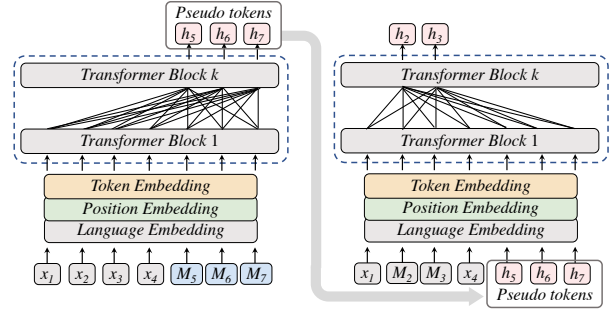 Pseudo tokens
h5 h6 h7
Transformer Block k
Transformer Block 1
Token Embedding
Position Embedding
Language Embedding
x1 x2 x3 x4 M5 M6 M7
h2 h3
Transformer Block k
Transformer Block 1
Token Embedding
Position Embedding
Language Embedding
x1 M2 M3 x4 h5 h6 h7
Pseudo tokens